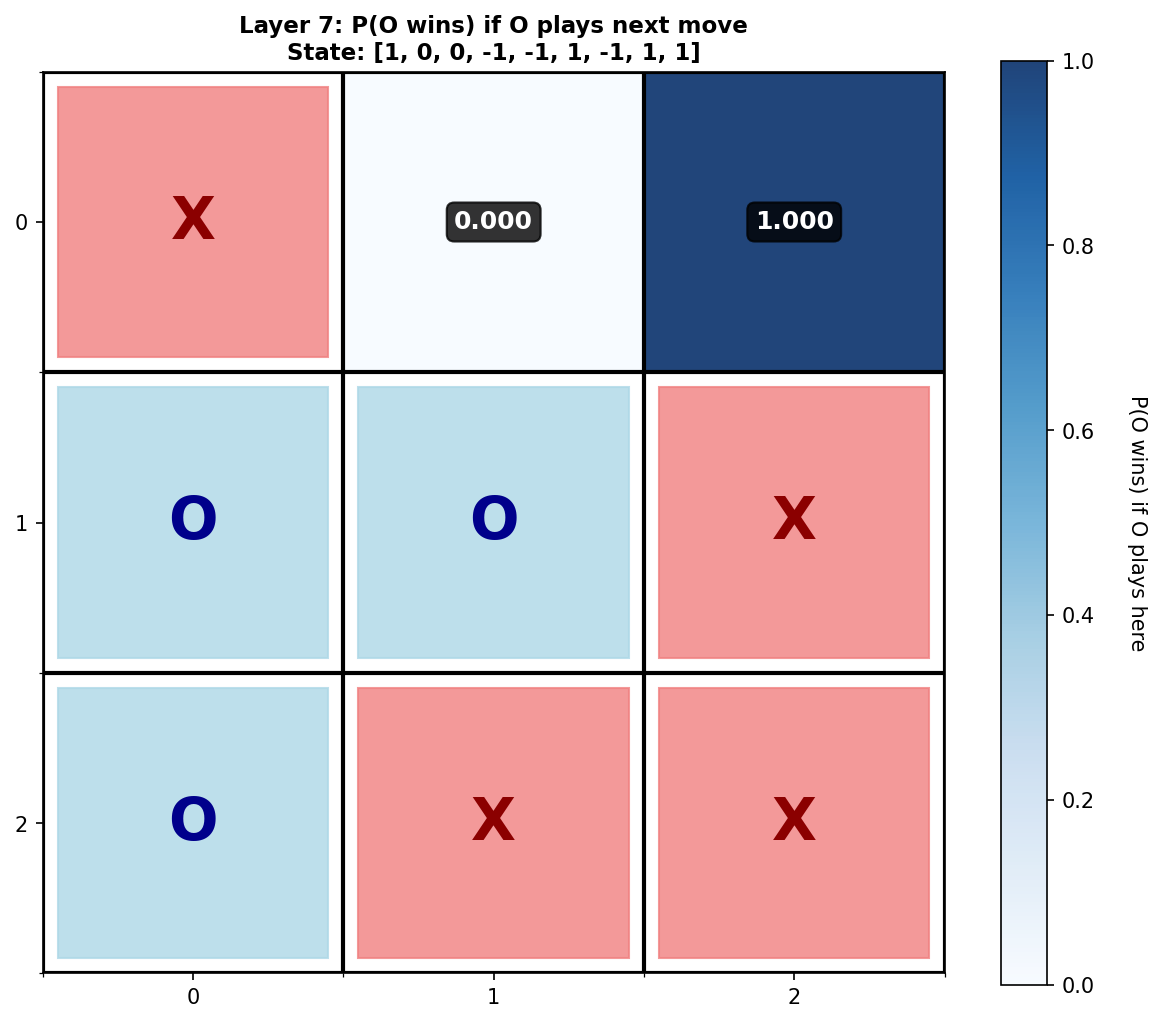 Layer 7: P(O wins) if O plays next move
State: [1, 0, 0, -1, -1, 1, -1, 1, 1]
X
0.000
1.000
O
O
X
O
X
X
0
1
2
0
1
2
1.0
0.8
0.6
0.4
0.2
0.0
P(O wins) if O plays here